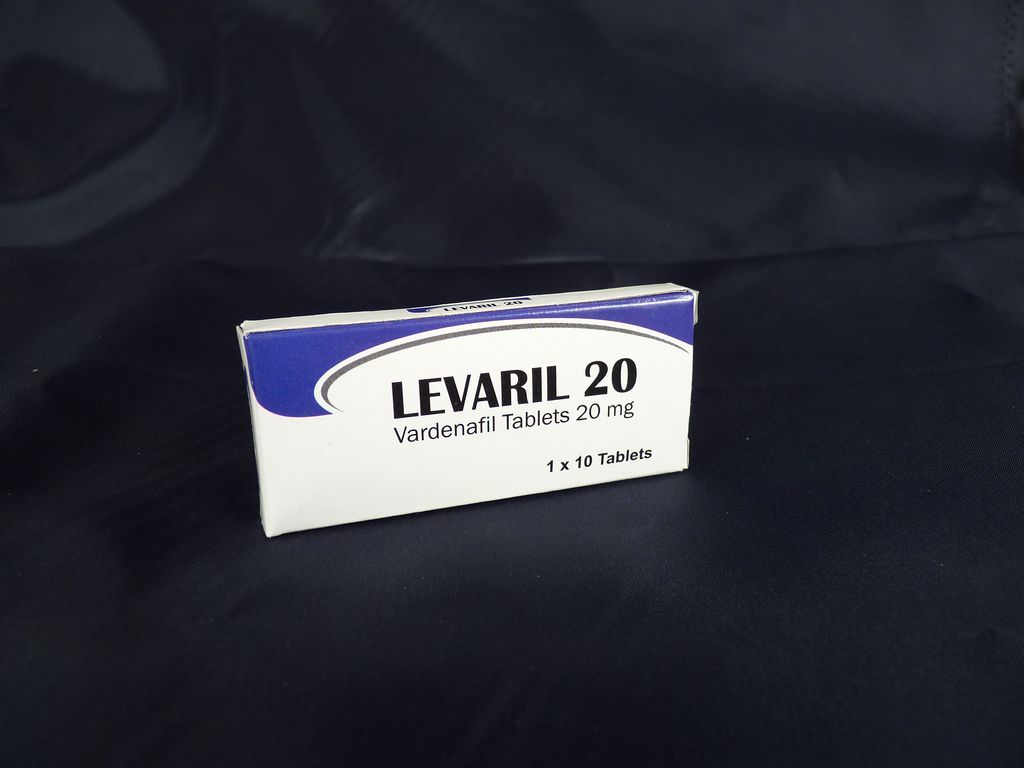 LEVARIL 20
LEVARIL 20
Vardenafil Tablets 20 mg
1 x 10 Tablets